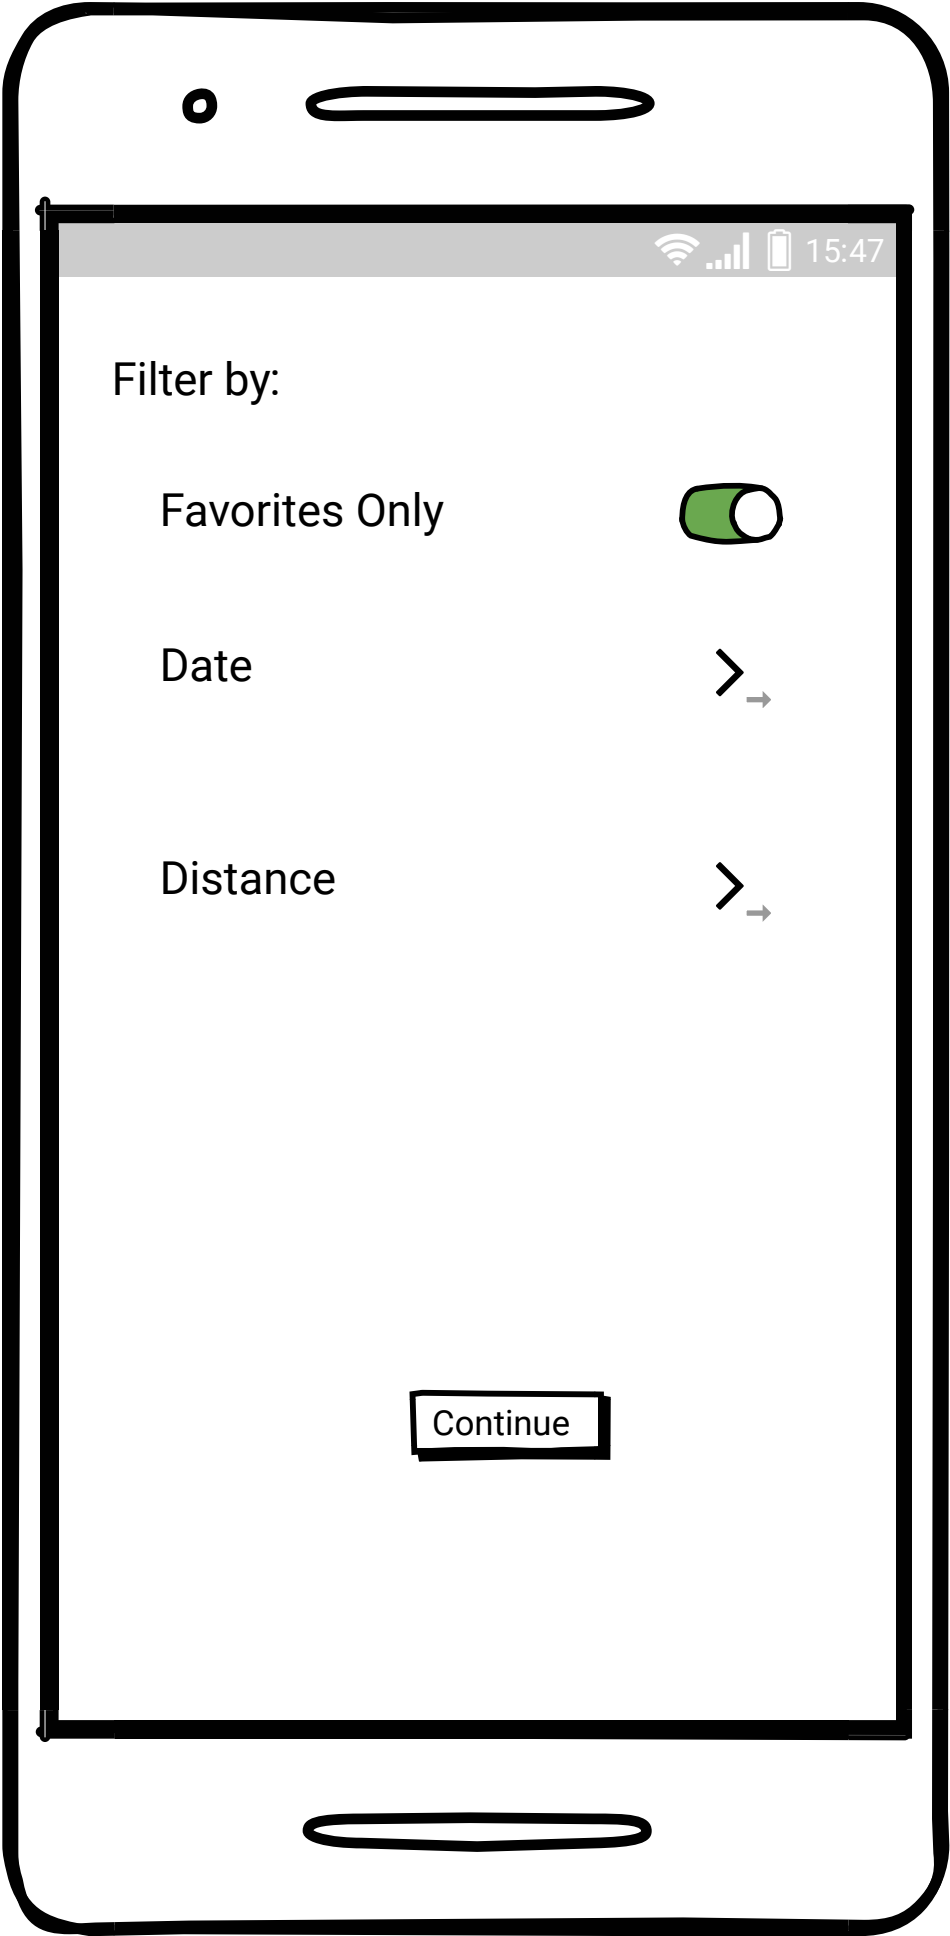 15:47
Filter by:
Favorites Only
Date
Distance
Continue